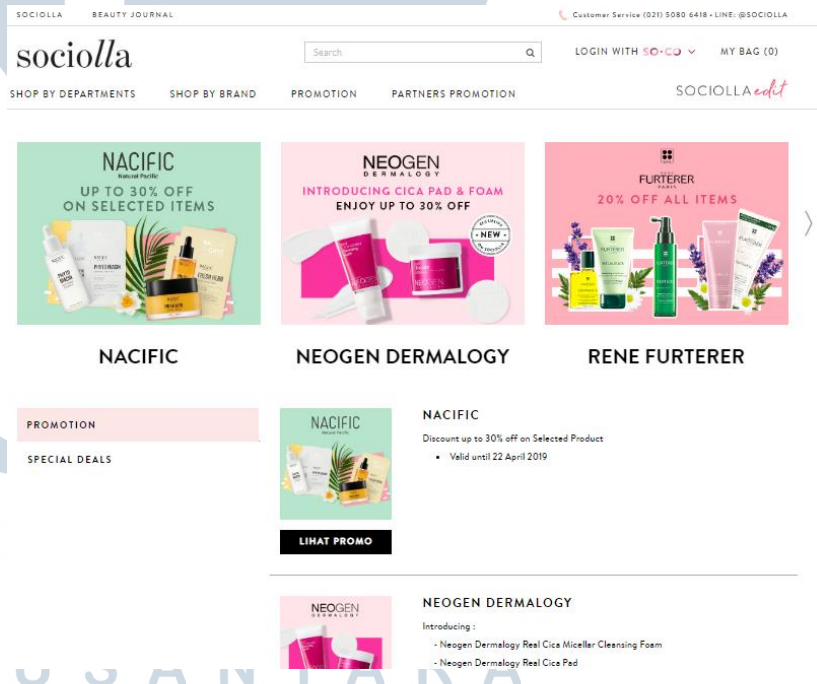 SOCIOLLA BEAUTY JOURNAL Customer Service (021) 5080 6418 • LINE: @SOCIOLLA
sociolla Search LOGIN WITH SO•CO MY BAG (0)
SHOP BY DEPARTMENTS SHOP BY BRAND PROMOTION PARTNERS PROMOTION SOCIOLLA edit
NACIFIC
Natural Pacific
UP TO 30% OFF
ON SELECTED ITEMS
NEOGEN
DERMALOGY
INTRODUCING CICA PAD & FOAM
ENJOY UP TO 30% OFF
NEW
RENE
FURTERER
PARIS
20% OFF ALL ITEMS
NACIFIC NEOGEN DERMALOGY RENE FURTERER
PROMOTION
SPECIAL DEALS
NACIFIC
Natural Pacific
LIHAT PROMO
NACIFIC
Discount up to 30% off on Selected Product
• Valid until 22 April 2019
NEOGEN
DERMALOGY
NEOGEN DERMALOGY
Introducing :
- Neogen Dermalogy Real Cica Micellar Cleansing Foam
- Neogen Dermalogy Real Cica Pad
USANTARA